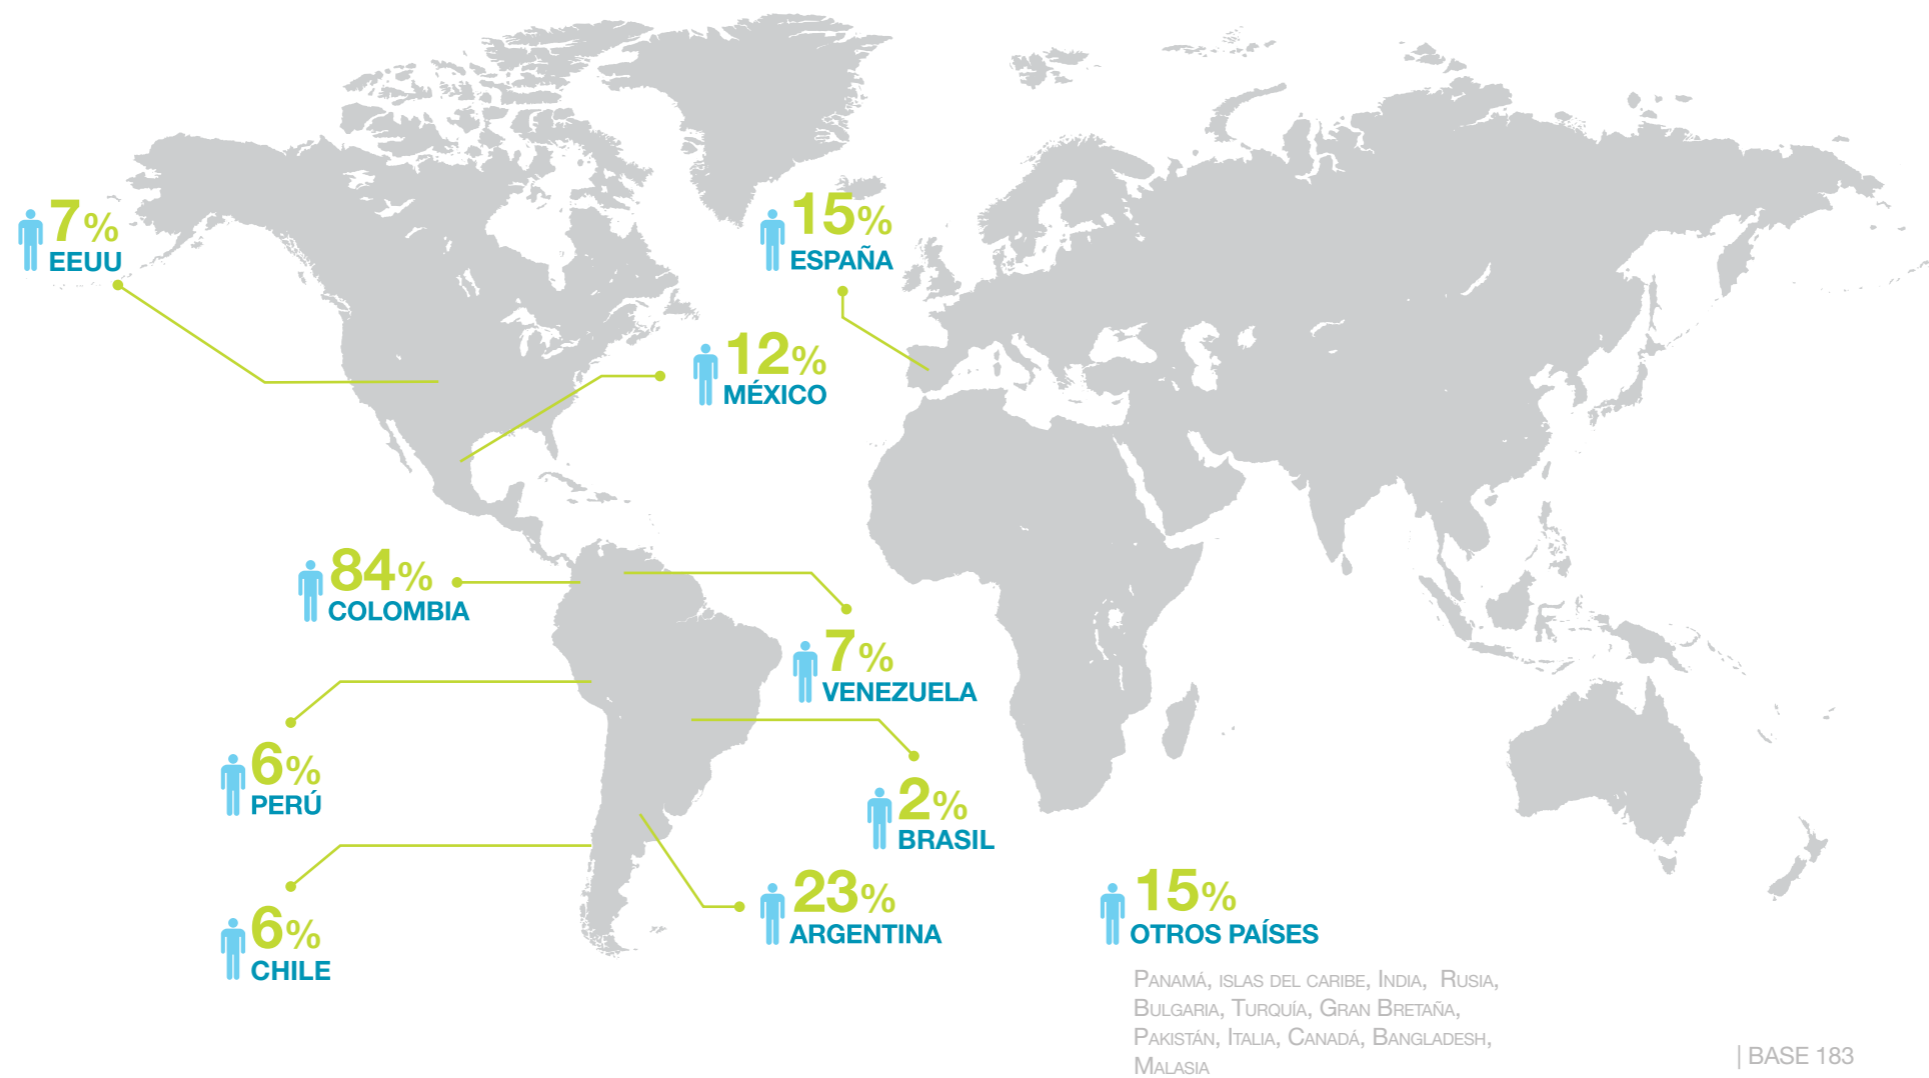 7%
EEUU
15%
ESPAÑA
12%
MÉXICO
84%
COLOMBIA
7%
VENEZUELA
6%
PERÚ
2%
BRASIL
23%
ARGENTINA
6%
CHILE
15%
OTROS PAÍSES
PANAMÁ, ISLAS DEL CARIBE, INDIA, RUSIA,
BULGARIA, TURQUÍA, GRAN BRETAÑA,
PAKISTÁN, ITALIA, CANADÁ, BANGLADESH,
MALASIA
| BASE 183